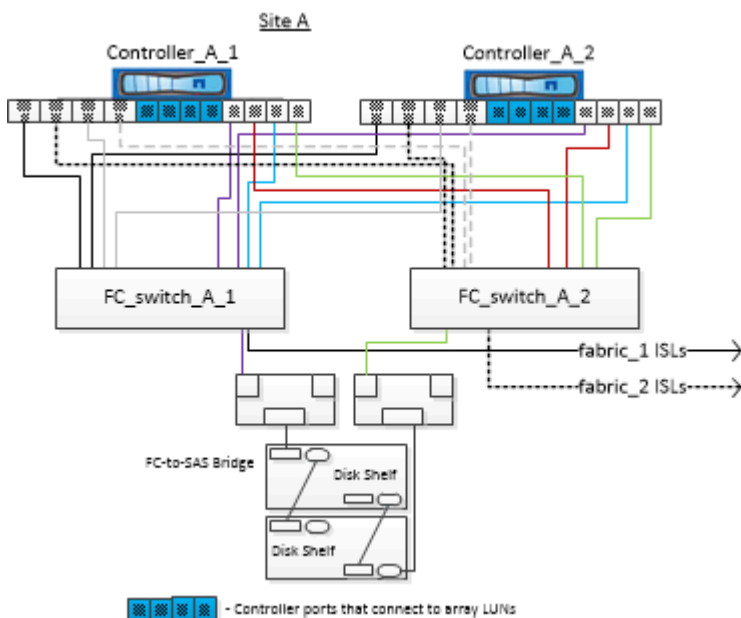 Site A
Controller_A_1
Controller_A_2
FC_switch_A_1
FC_switch_A_2
fabric_1 ISLs
fabric_2 ISLs
FC-to-SAS Bridge
Disk Shelf
Disk Shelf
- Controller ports that connect to array LUNs